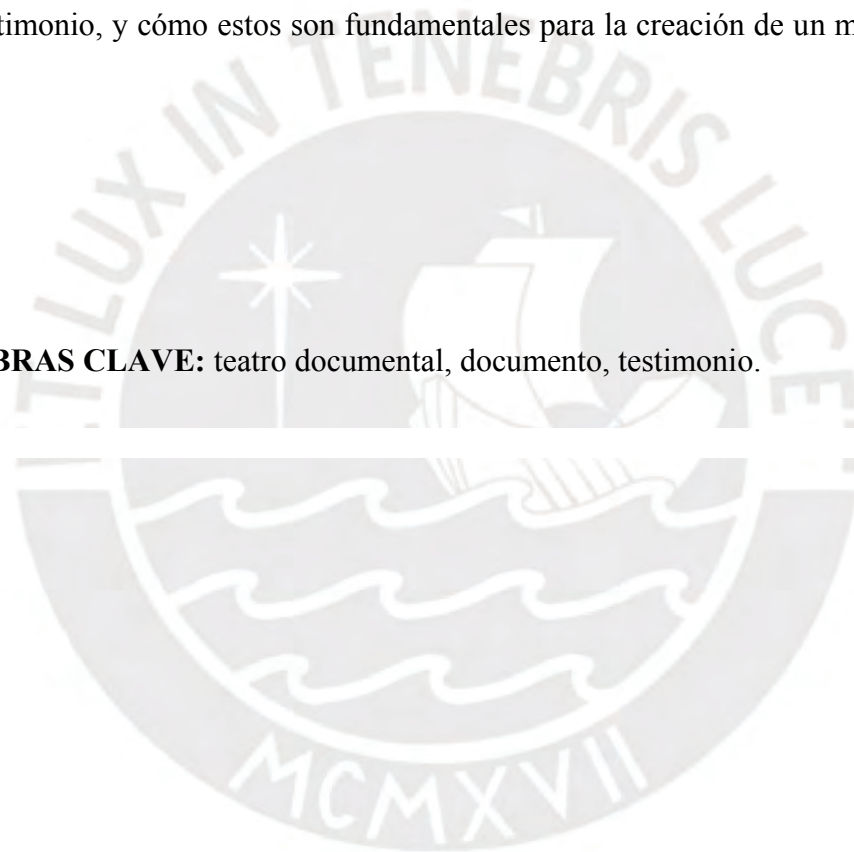 timonio, y cómo estos son fundamentales para la creación de un m
ET LUX IN TENEBRIS LUCET
BRAS CLAVE: teatro documental, documento, testimonio.
MCMXVII